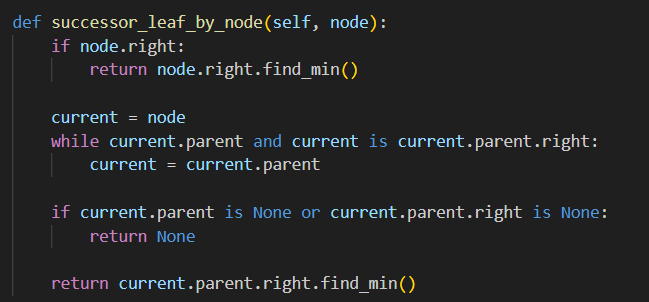 def successor_leaf_by_node(self, node):
    if node.right:
        return node.right.find_min()

    current = node
    while current.parent and current is current.parent.right:
        current = current.parent

    if current.parent is None or current.parent.right is None:
        return None

    return current.parent.right.find_min()